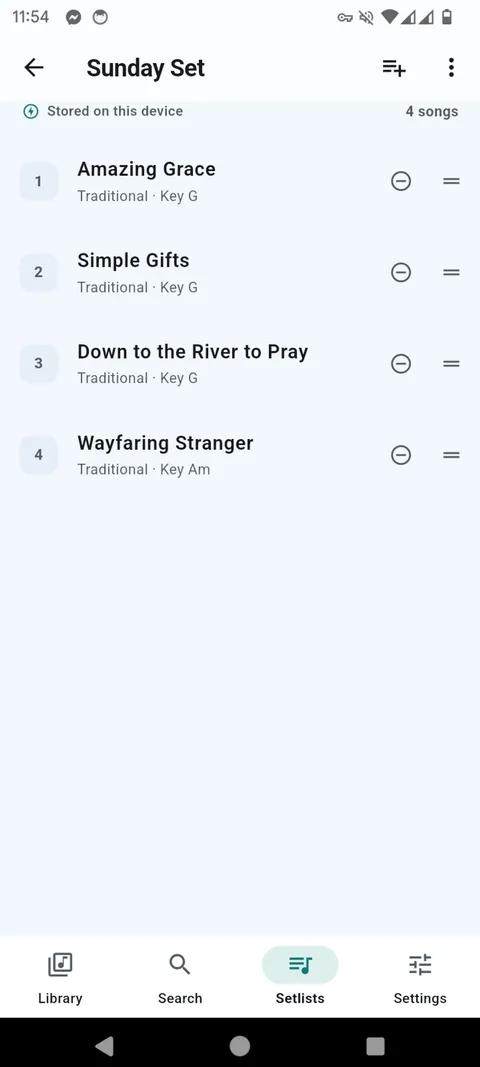 11:54
Sunday Set
Stored on this device 4 songs
1 Amazing Grace
Traditional · Key G
2 Simple Gifts
Traditional · Key G
3 Down to the River to Pray
Traditional · Key G
4 Wayfaring Stranger
Traditional · Key Am
Library Search Setlists Settings